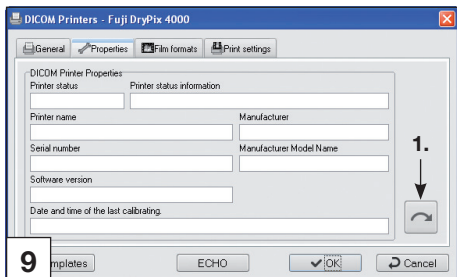 DICOM Printers - Fuji DryPix 4000
General Properties Film formats Print settings
DICOM Printer Properties
Printer status Printer status information
Printer name Manufacturer
1.
Serial number Manufacturer Model Name
Software version
Date and time of the last calibrating.
9 mplates ECHO OK Cancel